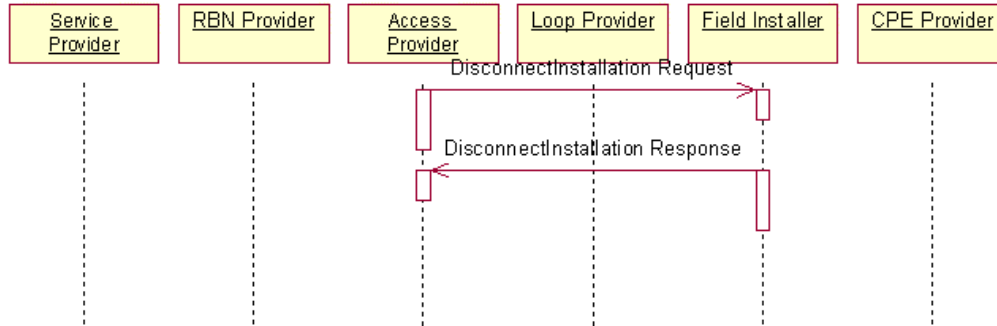 Service Provider
RBN Provider
Access Provider
Loop Provider
Field Installer
CPE Provider
DisconnectInstallation Request
DisconnectInstallation Response